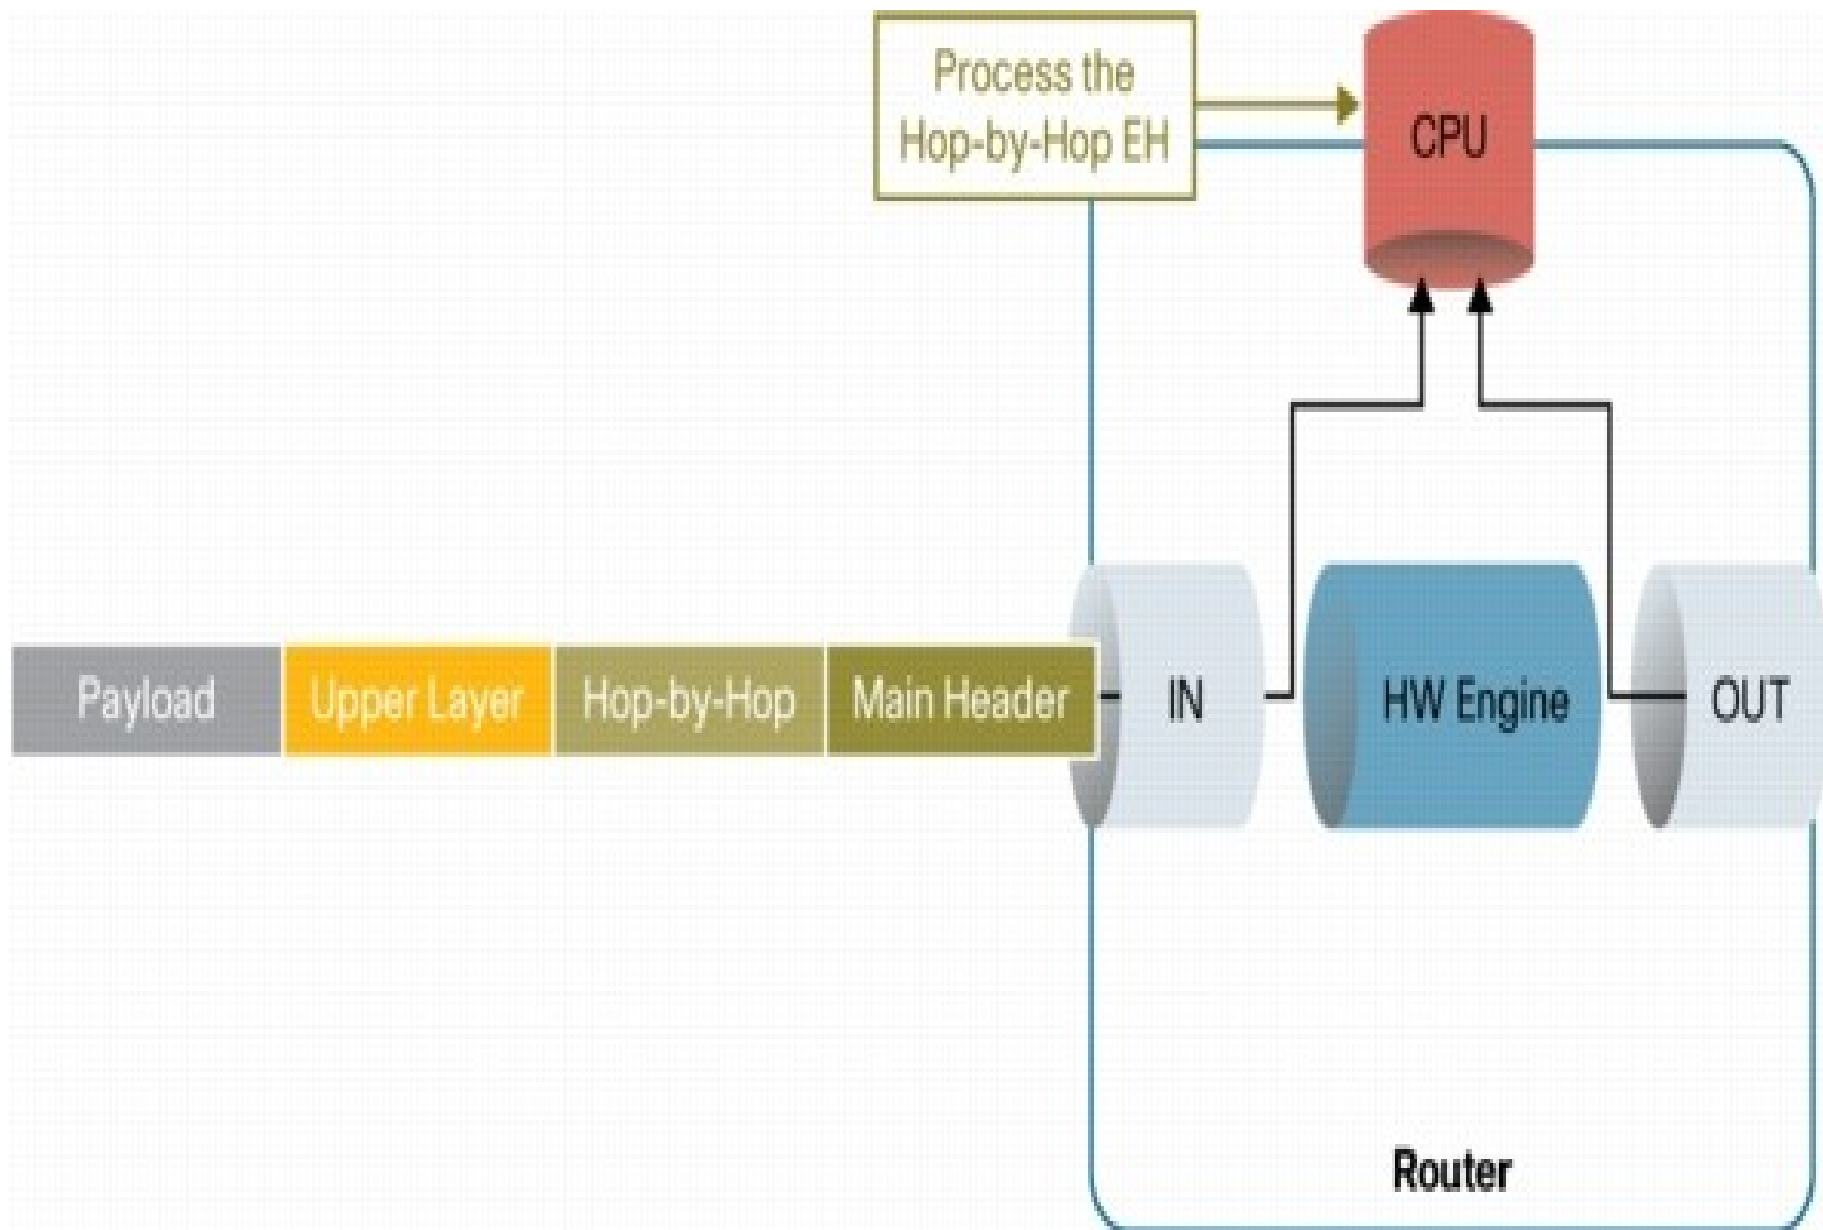 Process the
Hop-by-Hop EH
CPU
Payload
Upper Layer
Hop-by-Hop
Main Header
IN
HW Engine
OUT
Router